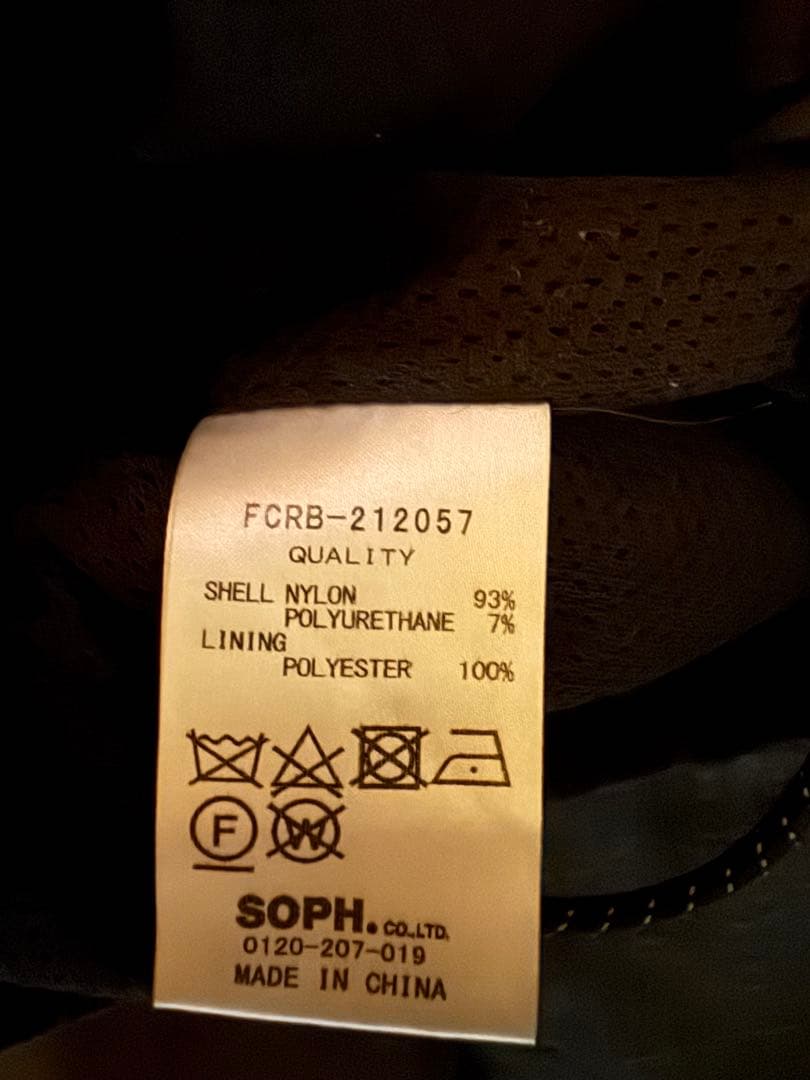 FCRB-212057
QUALITY
SHELL NYLON 93%
POLYURETHANE 7%
LINING
POLYESTER 100%
F
W
SOPH. CO.,LTD.
0120-207-019
MADE IN CHINA